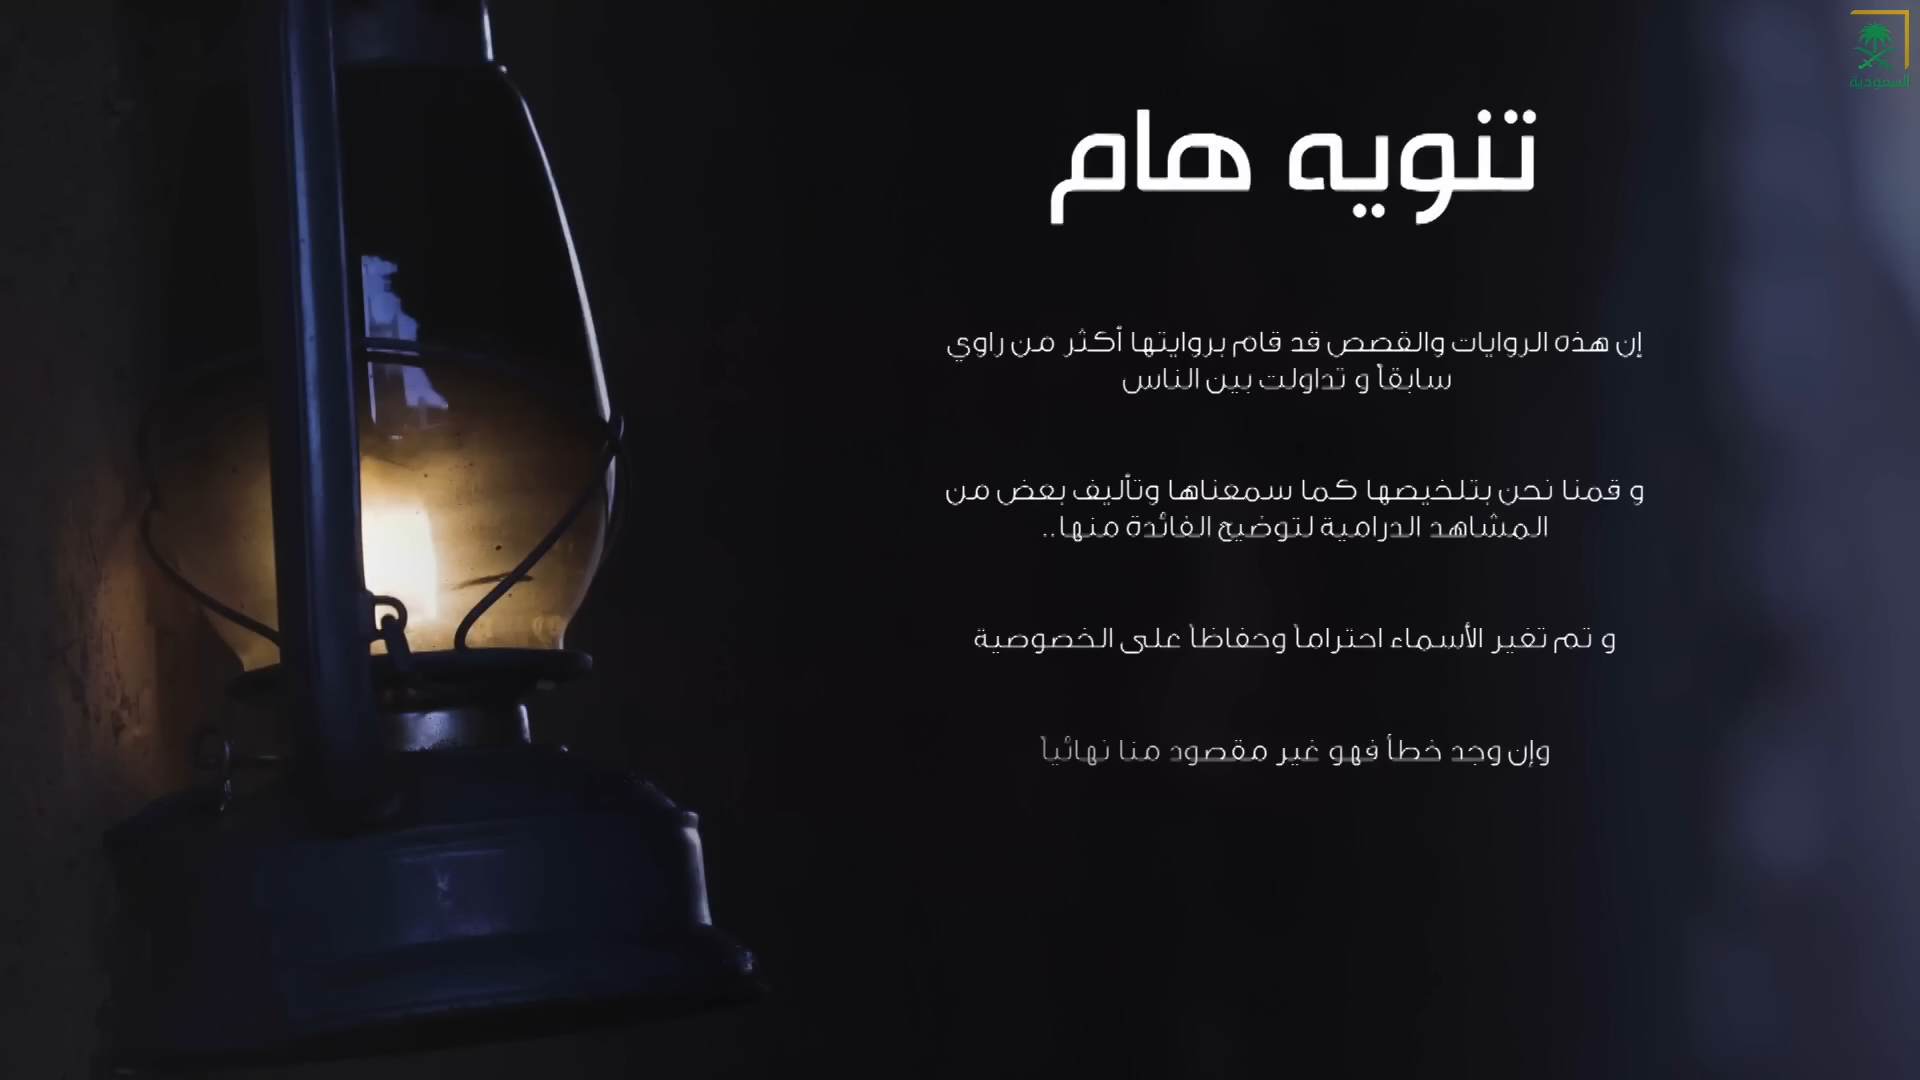 السعودية
تنويه هام
إن هذه الروايات والقصص قد قام بروايتها أكثر من راوي
سابقاً و تداولت بين الناس
و قمنا نحن بتلخيصها كما سمعناها وتأليف بعض من
المشاهد الدرامية لتوضيح الفائدة منها..
و تم تغير الأسماء احتراماً وحفاظاً على الخصوصية
وإن وجد خطأ فهو غير مقصود منا نهائياً